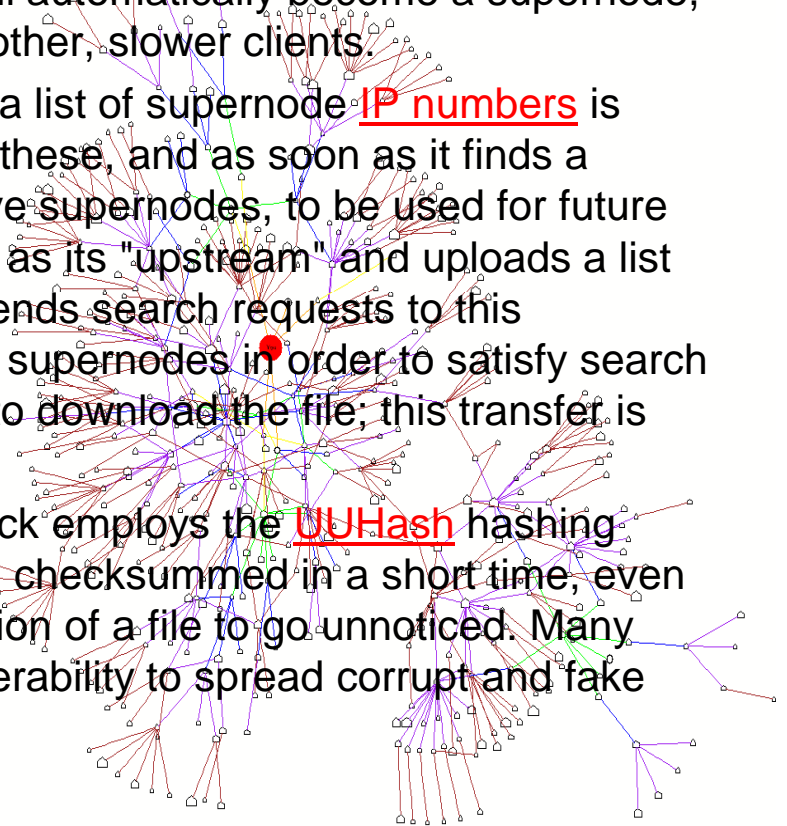 automatically become a supernode,
other, slower clients.
a list of supernode IP numbers is
these, and as soon as it finds a
supernodes, to be used for future
as its "upstream" and uploads a list
ends search requests to this
supernodes in order to satisfy search
o download the file; this transfer is
ck employs the UUHash hashing
checksummed in a short time, even
ion of a file to go unnoticed. Many
erability to spread corrupt and fake